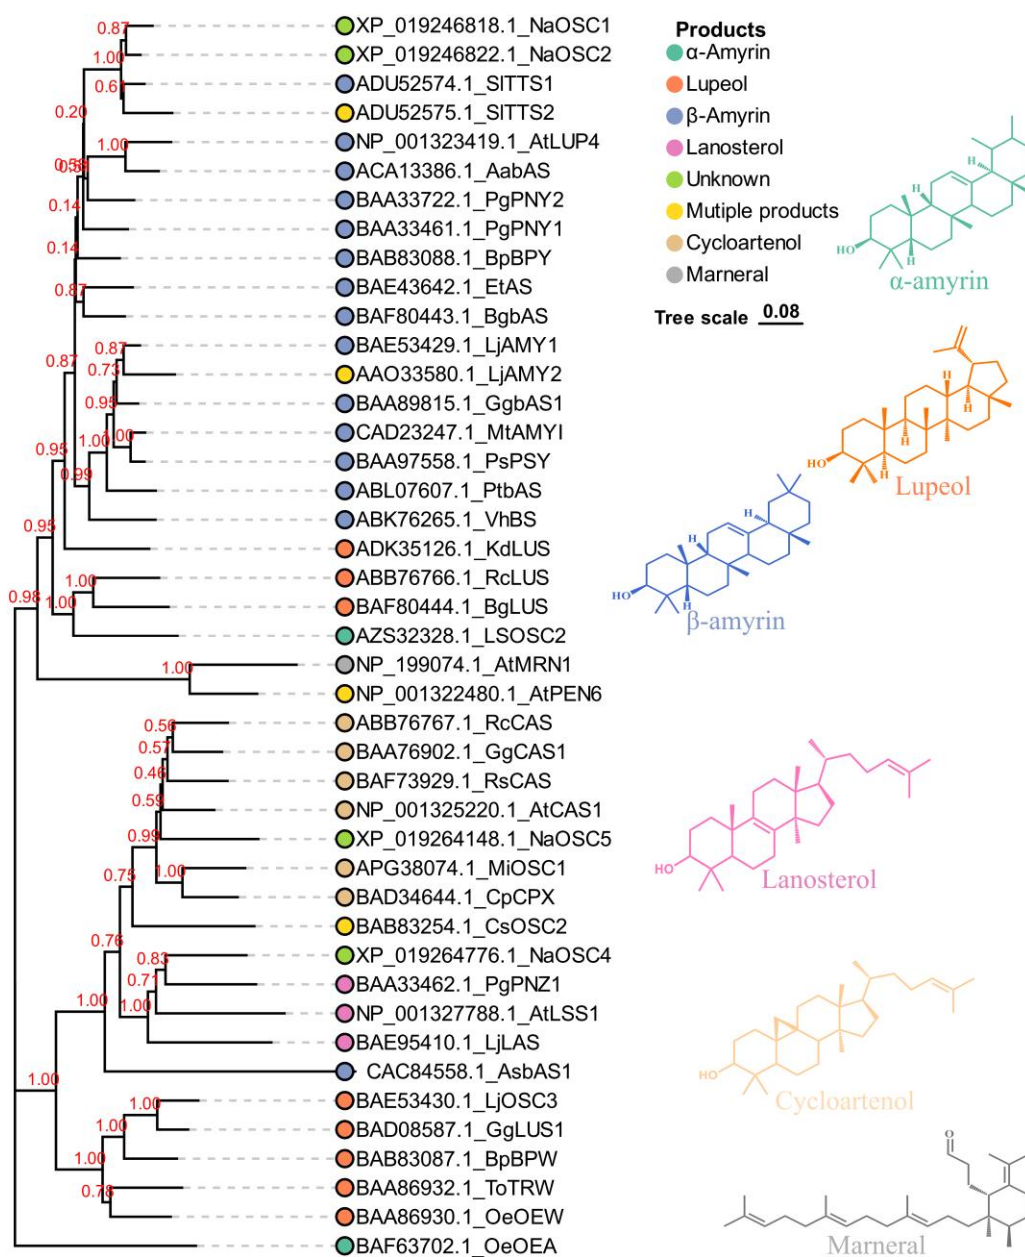 XP_019246818.1_NaOSC1
XP_019246822.1_NaOSC2
ADU52574.1_SlTTS1
ADU52575.1_SlTTS2
NP_001323419.1_AtLUP4
ACA13386.1_AabAS
BAA33722.1_PgPNY2
BAA33461.1_PgPNY1
BAB83088.1_BpBPY
BAE43642.1_EtAS
BAF80443.1_BgbAS
BAE53429.1_LjAMY1
AAO33580.1_LjAMY2
BAA89815.1_GgbAS1
CAD23247.1_MtAMYI
BAA97558.1_PsPSY
ABL07607.1_PtbAS
ABK76265.1_VhBS
ADK35126.1_KdLUS
ABB76766.1_RcLUS
BAF80444.1_BgLUS
AZS32328.1_LSOSC2
NP_199074.1_AtMRN1
NP_001322480.1_AtPEN6
ABB76767.1_RcCAS
BAA76902.1_GgCAS1
BAF73929.1_RsCAS
NP_001325220.1_AtCAS1
XP_019264148.1_NaOSC5
APG38074.1_MiOSC1
BAD34644.1_CpCPX
BAB83254.1_CsOSC2
XP_019264776.1_NaOSC4
BAA33462.1_PgPNZ1
NP_001327788.1_AtLSS1
BAE95410.1_LjLAS
CAC84558.1_AsbAS1
BAE53430.1_LjOSC3
BAD08587.1_GgLUS1
BAB83087.1_BpBPW
BAA86932.1_ToTRW
BAA86930.1_OeOEW
BAF63702.1_OeOEA
0.87
1.00
0.61
0.20
1.00
0.14
0.14
0.87
0.87
0.73
0.87
0.95
1.00
1.00
0.95
0.99
0.95
1.00
0.98
1.00
1.00
0.56
0.57
0.46
0.59
0.99
1.00
0.75
0.83
0.76
0.71
1.00
1.00
1.00
1.00
1.00
1.00
0.78
Products
α-Amyrin
Lupeol
β-Amyrin
Lanosterol
Unknown
Mutiple products
Cycloartenol
Marneral
Tree scale 0.08
H
H
HO
H
α-amyrin
H
H
H
HO
H
Lupeol
H
H
HO
H
β-amyrin
HO
Lanosterol
HO
Cycloartenol
O
Marneral